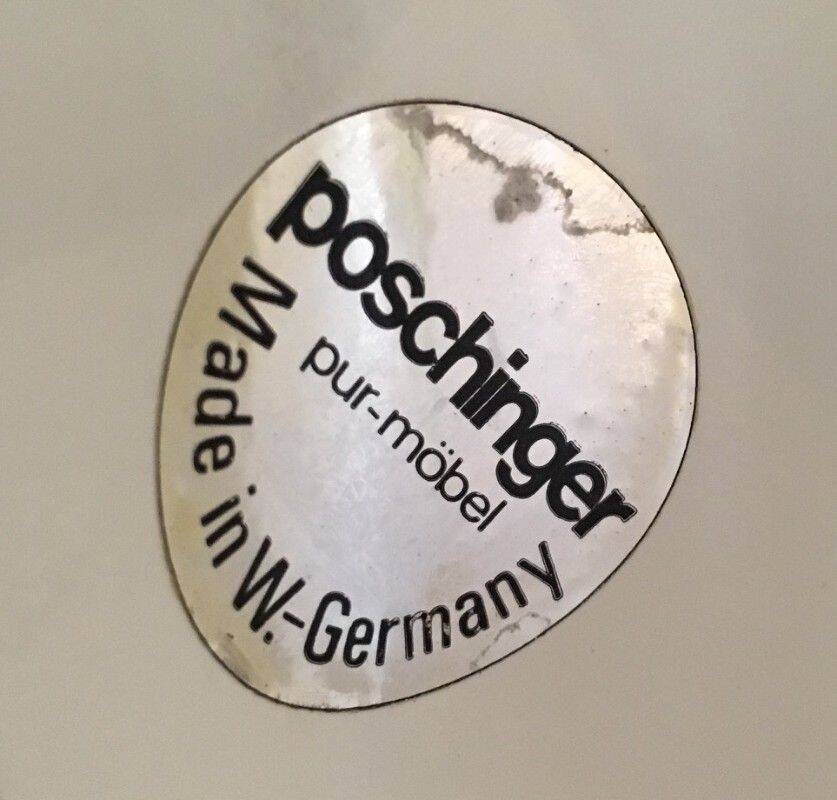 poschinger
pur-möbel
Made in W.-Germany